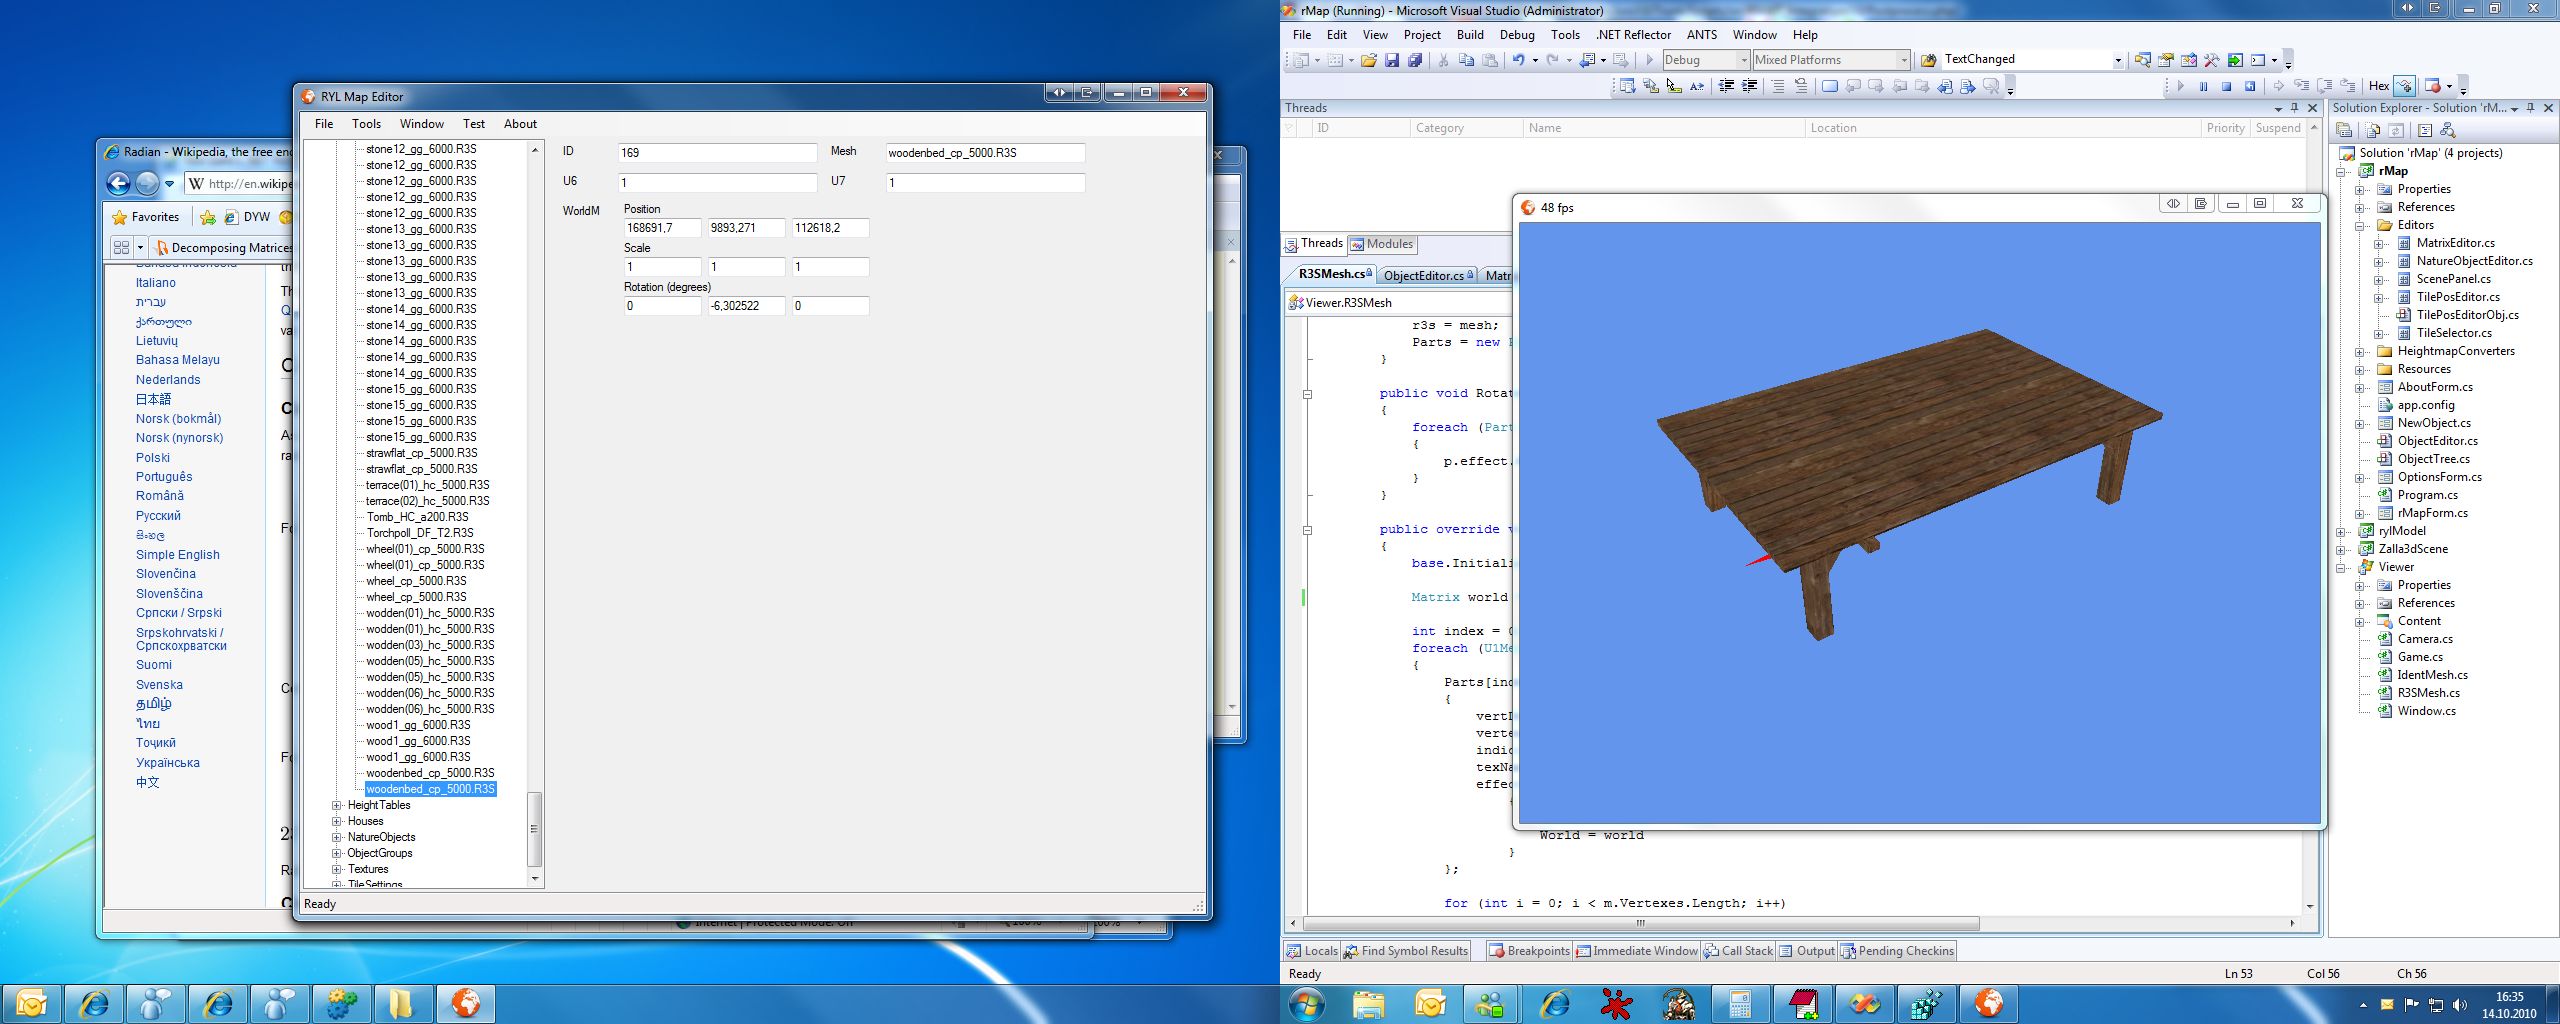 RYL Map Editor
File Tools Window Test About
Radian - Wikipedia, the free
http://en.wikipe
Favorites DYW
Decomposing Matrices
Italiano
עברית
ქართული
Lietuvių
Bahasa Melayu
Nederlands
日本語
Norsk (bokmål)
Norsk (nynorsk)
Polski
Português
Română
Русский
සිංහල
Simple English
Slovenčina
Slovenščina
Српски / Srpski
Srpskohrvatski /
Српскохрватски
Suomi
Svenska
தமிழ்
ไทย
Тоҷикӣ
Українська
中文
stone12_gg_6000.R3S
stone12_gg_6000.R3S
stone12_gg_6000.R3S
stone12_gg_6000.R3S
stone12_gg_6000.R3S
stone13_gg_6000.R3S
stone13_gg_6000.R3S
stone13_gg_6000.R3S
stone13_gg_6000.R3S
stone13_gg_6000.R3S
stone14_gg_6000.R3S
stone14_gg_6000.R3S
stone14_gg_6000.R3S
stone14_gg_6000.R3S
stone14_gg_6000.R3S
stone15_gg_6000.R3S
stone15_gg_6000.R3S
stone15_gg_6000.R3S
stone15_gg_6000.R3S
strawflat_cp_5000.R3S
strawflat_cp_5000.R3S
terrace(01)_hc_5000.R3S
terrace(02)_hc_5000.R3S
Tomb_HC_a200.R3S
Torchpoll_DF_T2.R3S
wheel(01)_cp_5000.R3S
wheel(01)_cp_5000.R3S
wheel_cp_5000.R3S
wheel_cp_5000.R3S
wodden(01)_hc_5000.R3S
wodden(01)_hc_5000.R3S
wodden(03)_hc_5000.R3S
wodden(05)_hc_5000.R3S
wodden(05)_hc_5000.R3S
wodden(06)_hc_5000.R3S
wodden(06)_hc_5000.R3S
wood1_gg_6000.R3S
wood1_gg_6000.R3S
wood1_gg_6000.R3S
woodenbed_cp_5000.R3S
woodenbed_cp_5000.R3S
HeightTables
Houses
NatureObjects
ObjectGroups
Textures
TileSettings
Ready
ID 169 Mesh woodenbed_cp_5000.R3S
U6 1 U7 1
WorldM Position
168691,7 9893,271 112618,2
Scale
1 1 1
Rotation (degrees)
0 -6,302522 0
Internet | Protected Mode: Off
rMap (Running) - Microsoft Visual Studio (Administrator)
File Edit View Project Build Debug Tools .NET Reflector ANTS Window Help
Debug Mixed Platforms TextChanged
Hex
Threads
ID Category Name Location Priority Suspend
Threads Modules
R3SMesh.cs ObjectEditor.cs Matr
Viewer.R3SMesh
r3s = mesh;
Parts = new
}
public void Rotat
{
foreach (Part
{
p.effect.
}
}
public override v
{
base.Initiali
Matrix world
int index = 0
foreach (U1Me
{
Parts[ind
{
vertD
verte
indic
texNa
effec
{
World = world
}
};
for (int i = 0; i < m.Vertexes.Length; i++)
48 fps
Solution Explorer - Solution 'rM...
Solution 'rMap' (4 projects)
rMap
Properties
References
Editors
MatrixEditor.cs
NatureObjectEditor.cs
ScenePanel.cs
TilePosEditor.cs
TilePosEditorObj.cs
TileSelector.cs
HeightmapConverters
Resources
AboutForm.cs
app.config
NewObject.cs
ObjectEditor.cs
ObjectTree.cs
OptionsForm.cs
Program.cs
rMapForm.cs
rylModel
Zalla3dScene
Viewer
Properties
References
Content
Camera.cs
Game.cs
IdentMesh.cs
R3SMesh.cs
Window.cs
Locals Find Symbol Results Breakpoints Immediate Window Call Stack Output Pending Checkins
Ready Ln 53 Col 56 Ch 56
16:35
14.10.2010